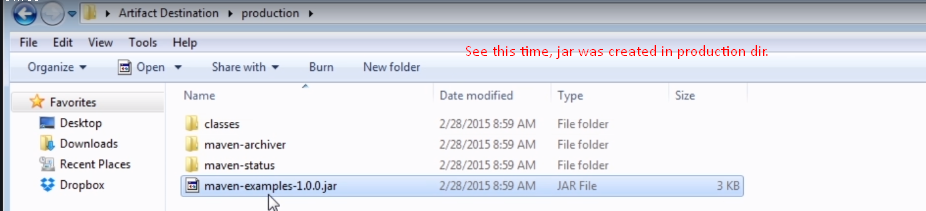 Artifact Destination ▸ production ▸
File Edit View Tools Help
See this time, jar was created in production dir.
Organize Open Share with Burn New folder
Favorites
Desktop
Downloads
Recent Places
Dropbox
Name Date modified Type Size
classes 2/28/2015 8:59 AM File folder
maven-archiver 2/28/2015 8:59 AM File folder
maven-status 2/28/2015 8:59 AM File folder
maven-examples-1.0.0.jar 2/28/2015 8:59 AM JAR File 3 KB